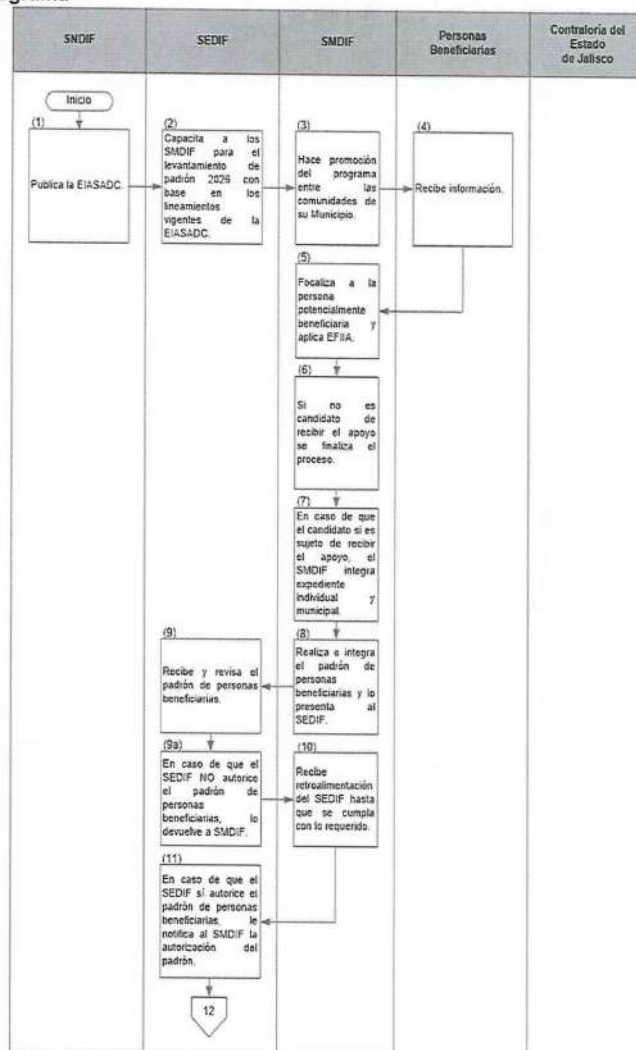 SNDIF
SEDIF
SMDIF
Personas
Beneficiarias
Contraloría del
Estado
de Jalisco
Inicio
(1)
Publica la EIASADC.
(2)
Capacita a los
SMDIF para el
levantamiento de
padrón 2026 con
base en los
lineamientos
vigentes de la
EIASADC.
(3)
Hace promoción
del programa
entre las
comunidades de
su Municipio.
(4)
Recibe información.
(5)
Focaliza a la
persona
potencialmente
beneficiaria y
aplica EFIIA.
(6)
Si no es
candidato de
recibir el apoyo
se finaliza el
proceso.
(7)
En caso de que
el candidato si es
sujeto de recibir
el apoyo, el
SMDIF integra
expediente
individual y
municipal.
(8)
Realiza e integra
el padrón de
personas
beneficiarias y lo
presenta al
SEDIF.
(9)
Recibe y revisa el
padrón de personas
beneficiarias.
(9a)
En caso de que el
SEDIF NO autorice
el padrón de
personas
beneficiarias, lo
devuelve a SMDIF.
(10)
Recibe
retroalimentación
del SEDIF hasta
que se cumpla
con lo requerido.
(11)
En caso de que el
SEDIF sí autorice el
padrón de personas
beneficiarias, le
notifica al SMDIF la
autorización del
padrón.
12